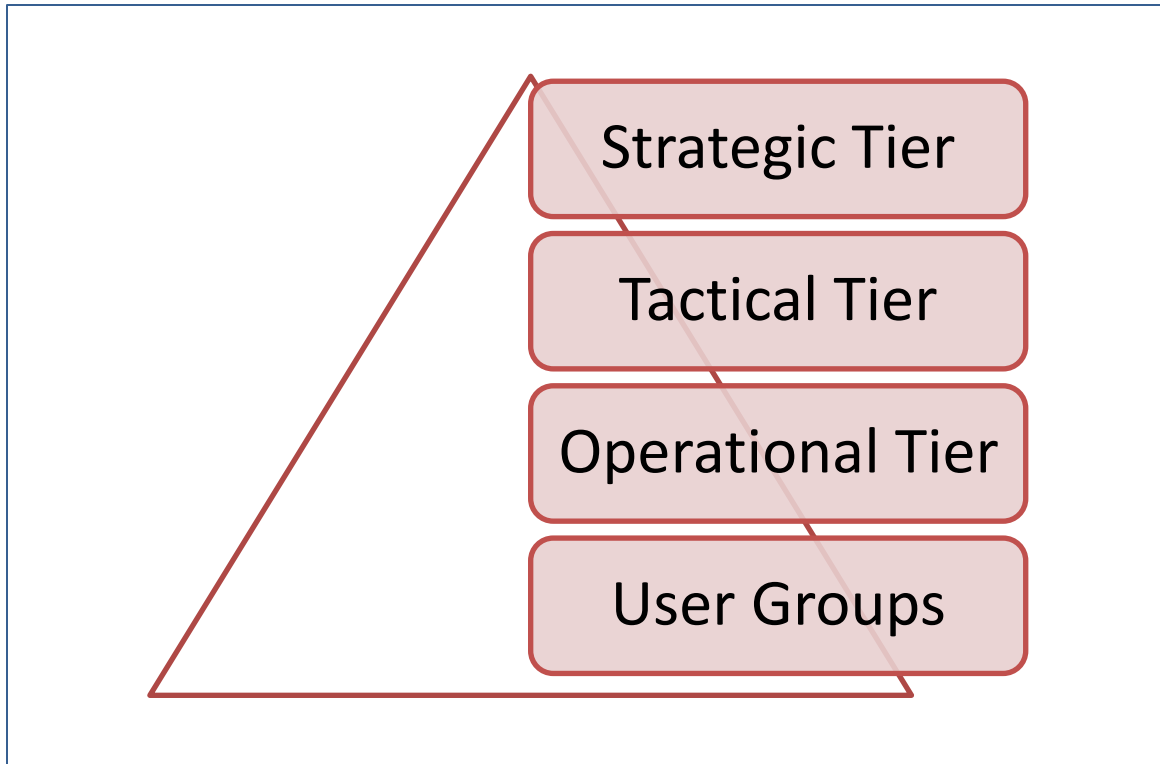 Strategic Tier
Tactical Tier
Operational Tier
User Groups